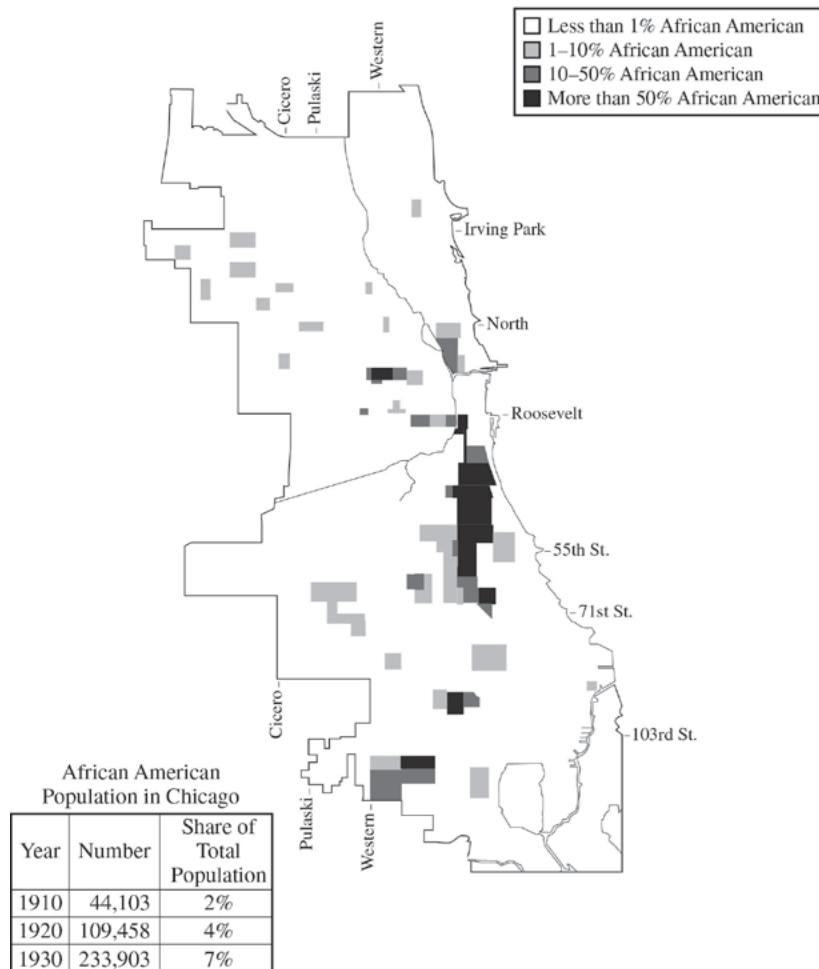 Less than 1% African American
1–10% African American
10–50% African American
More than 50% African American
Western
Pulaski
Cicero
Irving Park
North
Roosevelt
55th St.
71st St.
Cicero
103rd St.
Pulaski
Western
African American
Population in Chicago
Year Number Share of Total Population
1910 44,103 2%
1920 109,458 4%
1930 233,903 7%